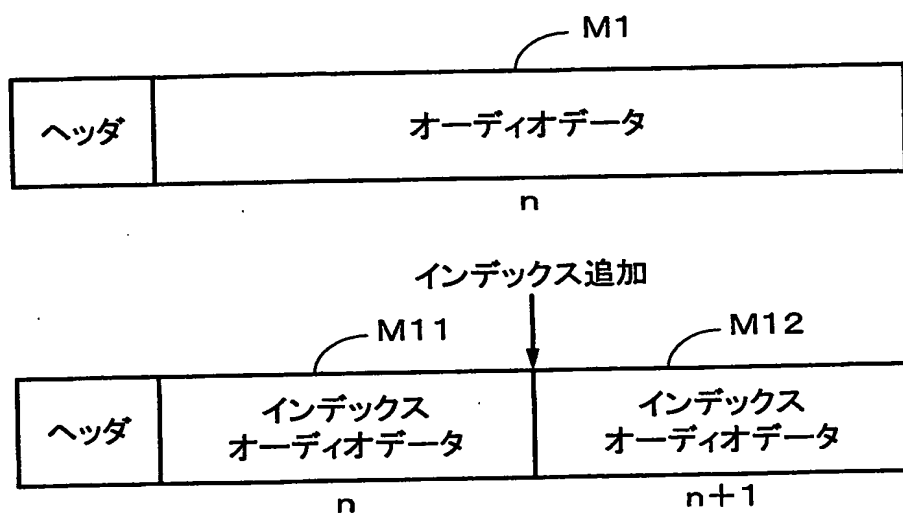 M1
ヘッダ
オーディオデータ
n
インデックス追加
M11
M12
ヘッダ
インデックス
オーディオデータ
インデックス
オーディオデータ
n
n+1